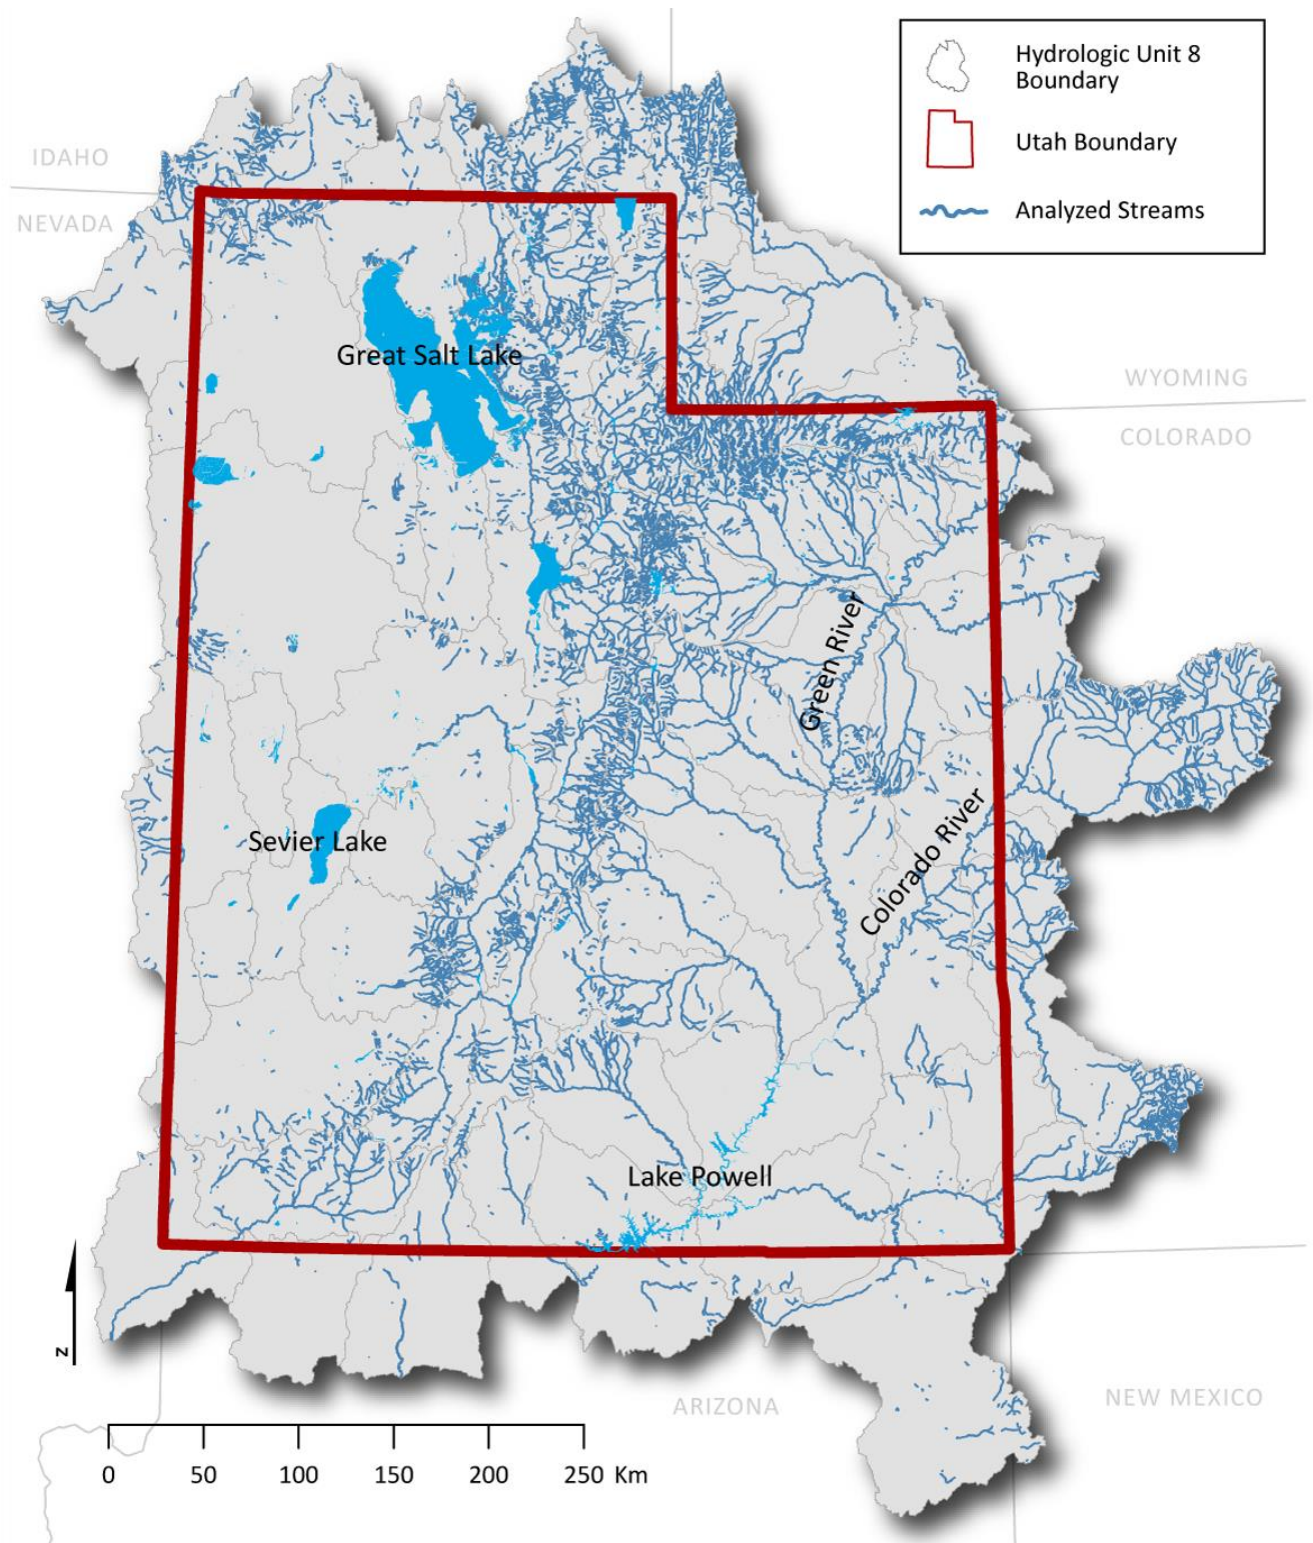 Hydrologic Unit 8
Boundary
Utah Boundary
Analyzed Streams
IDAHO
NEVADA
WYOMING
COLORADO
Great Salt Lake
Green River
Colorado River
Sevier Lake
Lake Powell
N
ARIZONA
NEW MEXICO
0 50 100 150 200 250 Km